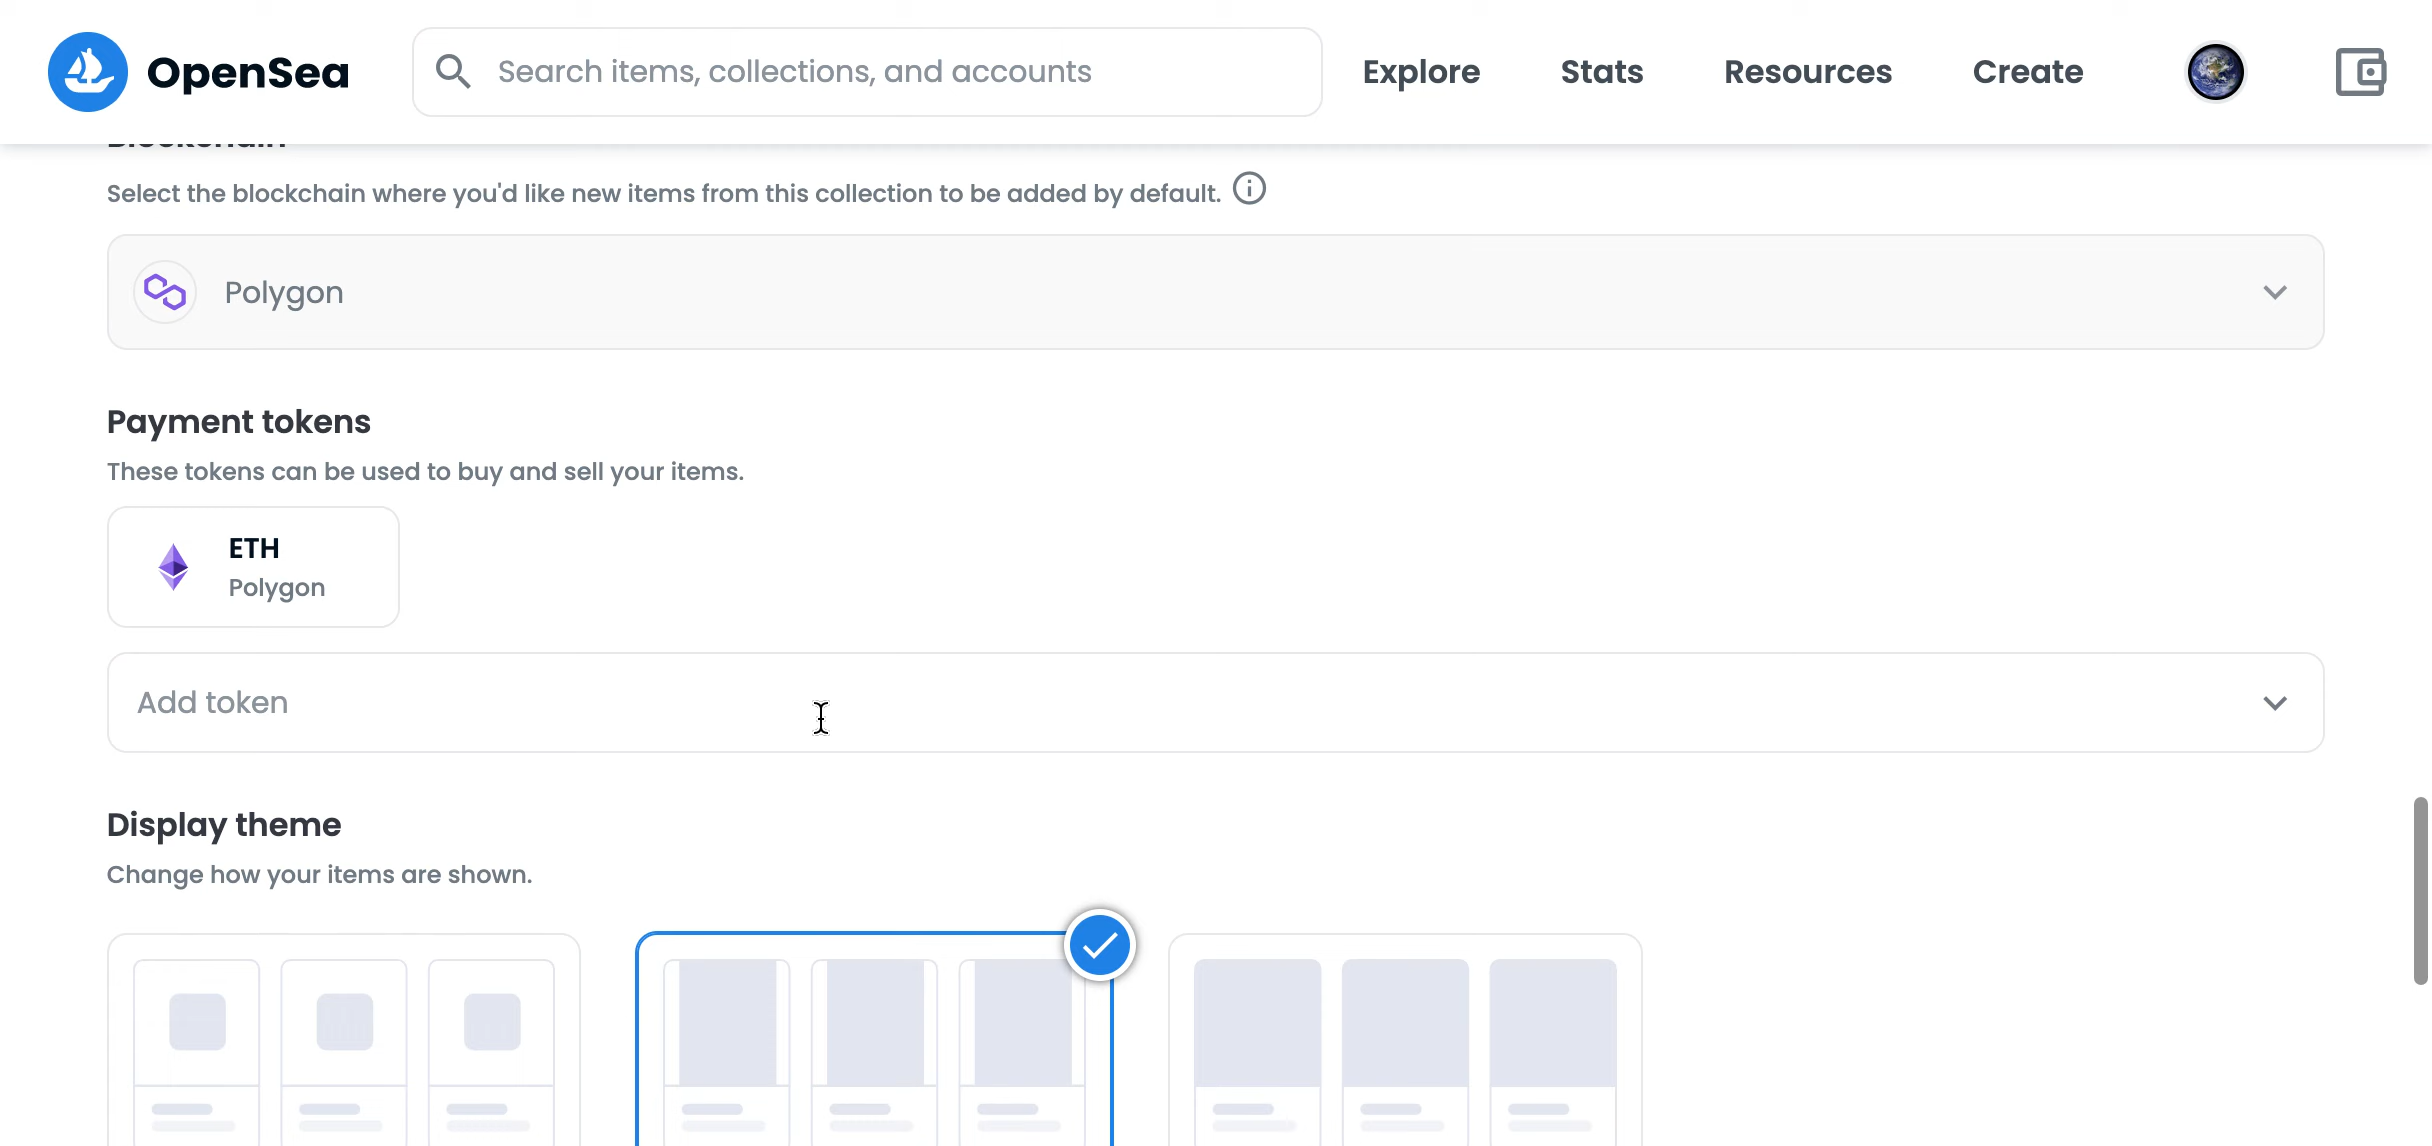 OpenSea
Search items, collections, and accounts
Explore
Stats
Resources
Create
Blockchain
Select the blockchain where you'd like new items from this collection to be added by default.
Polygon
Payment tokens
These tokens can be used to buy and sell your items.
ETH
Polygon
Add token
Display theme
Change how your items are shown.